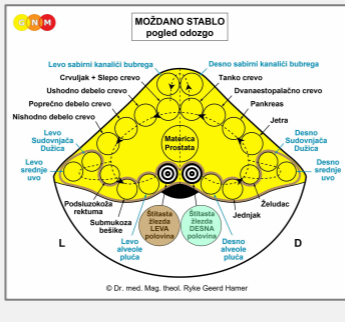 GNM
MOŽDANO STABLO
pogled odozgo
Levo sabirni kanalići bubrega
Desno sabirni kanalići bubrega
Crvuljak + Slepo crevo
Tanko crevo
Ushodno debelo crevo
Dvanaestopalačno crevo
Poprečno debelo crevo
Pankreas
Nishodno debelo crevo
Jetra
Levo
Sudovnjača
Dužica
Desno
Sudovnjača
Dužica
Materica
Prostata
Levo
srednje
uvo
Desno
srednje
uvo
Podsluzokoža
rektuma
Želudac
Submukoza
bešike
Jednjak
Štitasta
žlezda
LEVA
polovina
Štitasta
žlezda
DESNA
polovina
Levo
alveole
pluća
Desno
alveole
pluća
L
D
© Dr. med. Mag. theol. Ryke Geerd Hamer